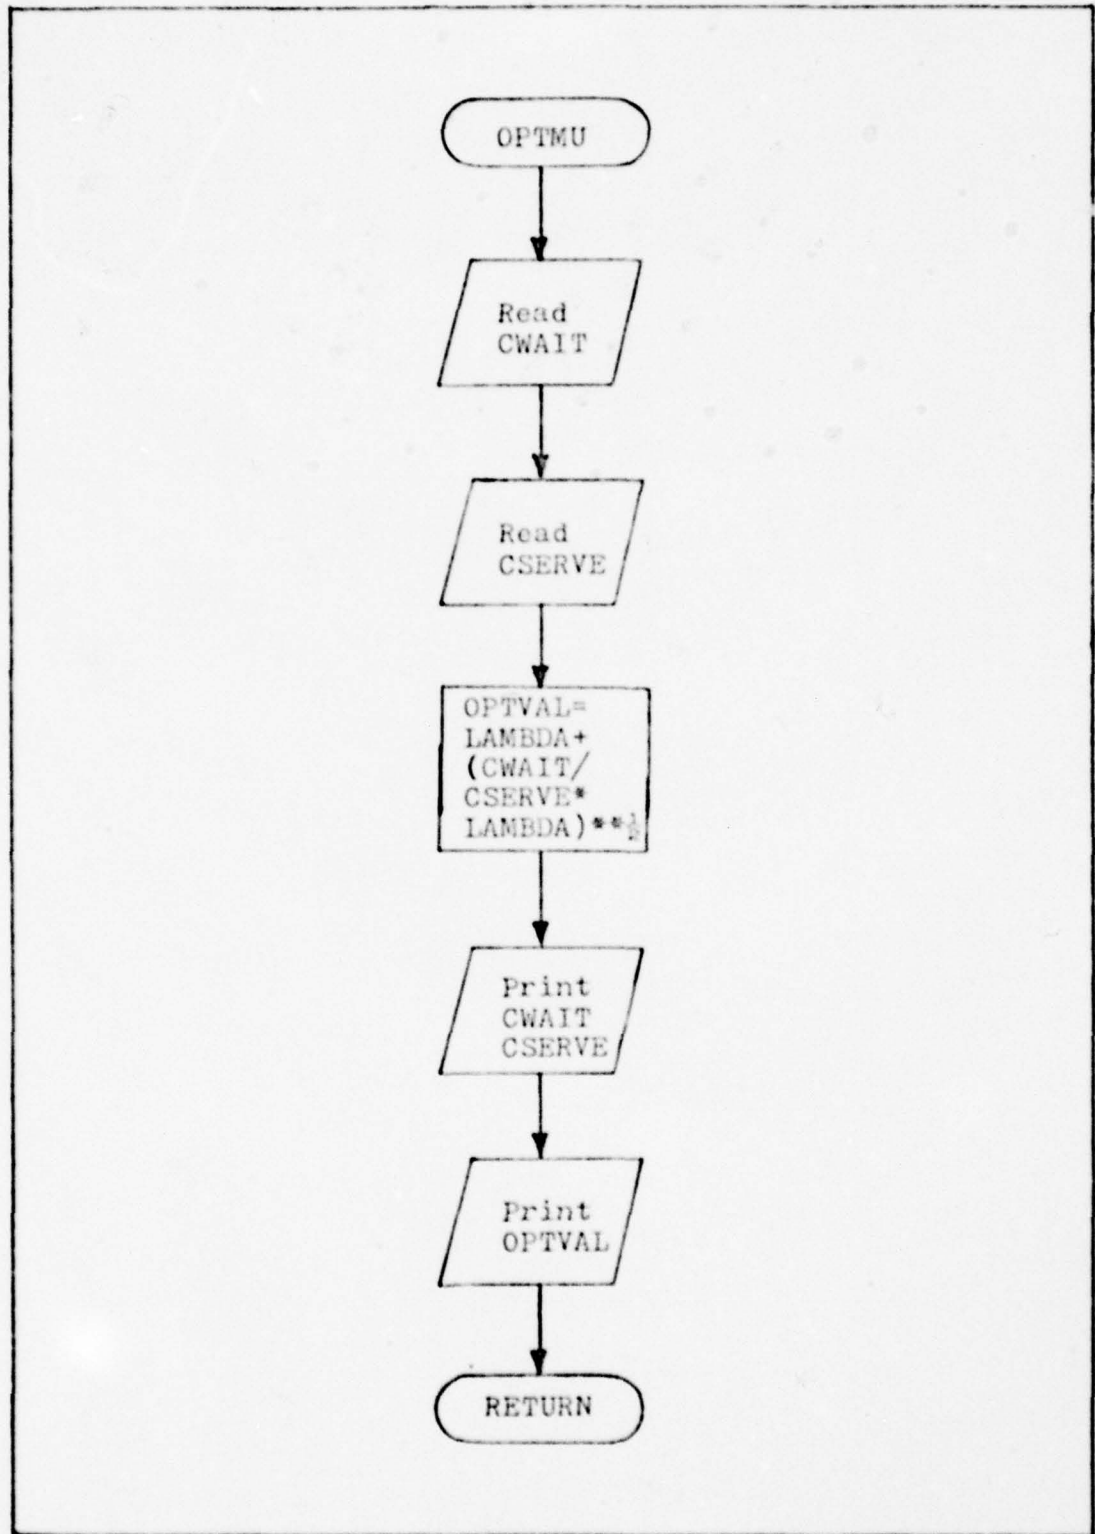 OPTMU
Read
CWAIT
Read
CSERVE
OPTVAL=
LAMBDA+
(CWAIT/
CSERVE*
LAMBDA)**½
Print
CWAIT
CSERVE
Print
OPTVAL
RETURN